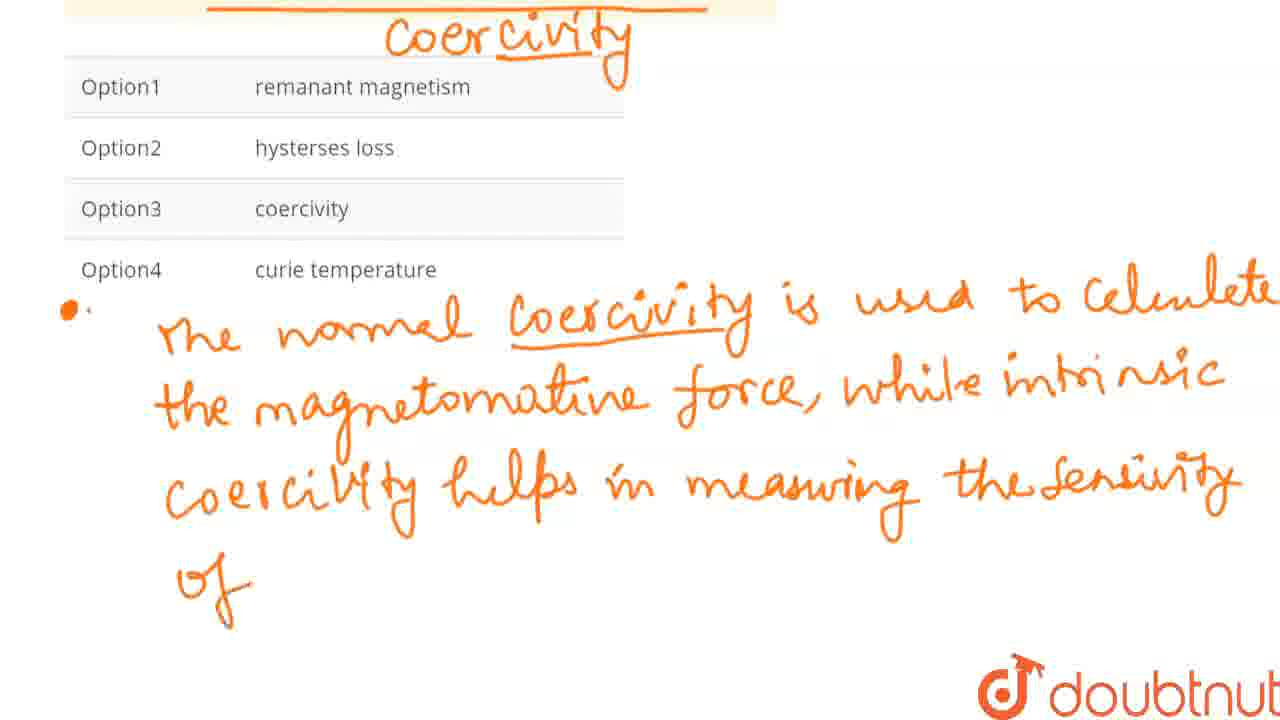 coercivity
Option1 remanant magnetism
Option2 hysterses loss
Option3 coercivity
Option4 curie temperature
The normal coercivity is used to calculate
the magnetomative force, while intrinsic
coercivity helps in measuring the sensivity
of
doubtnut